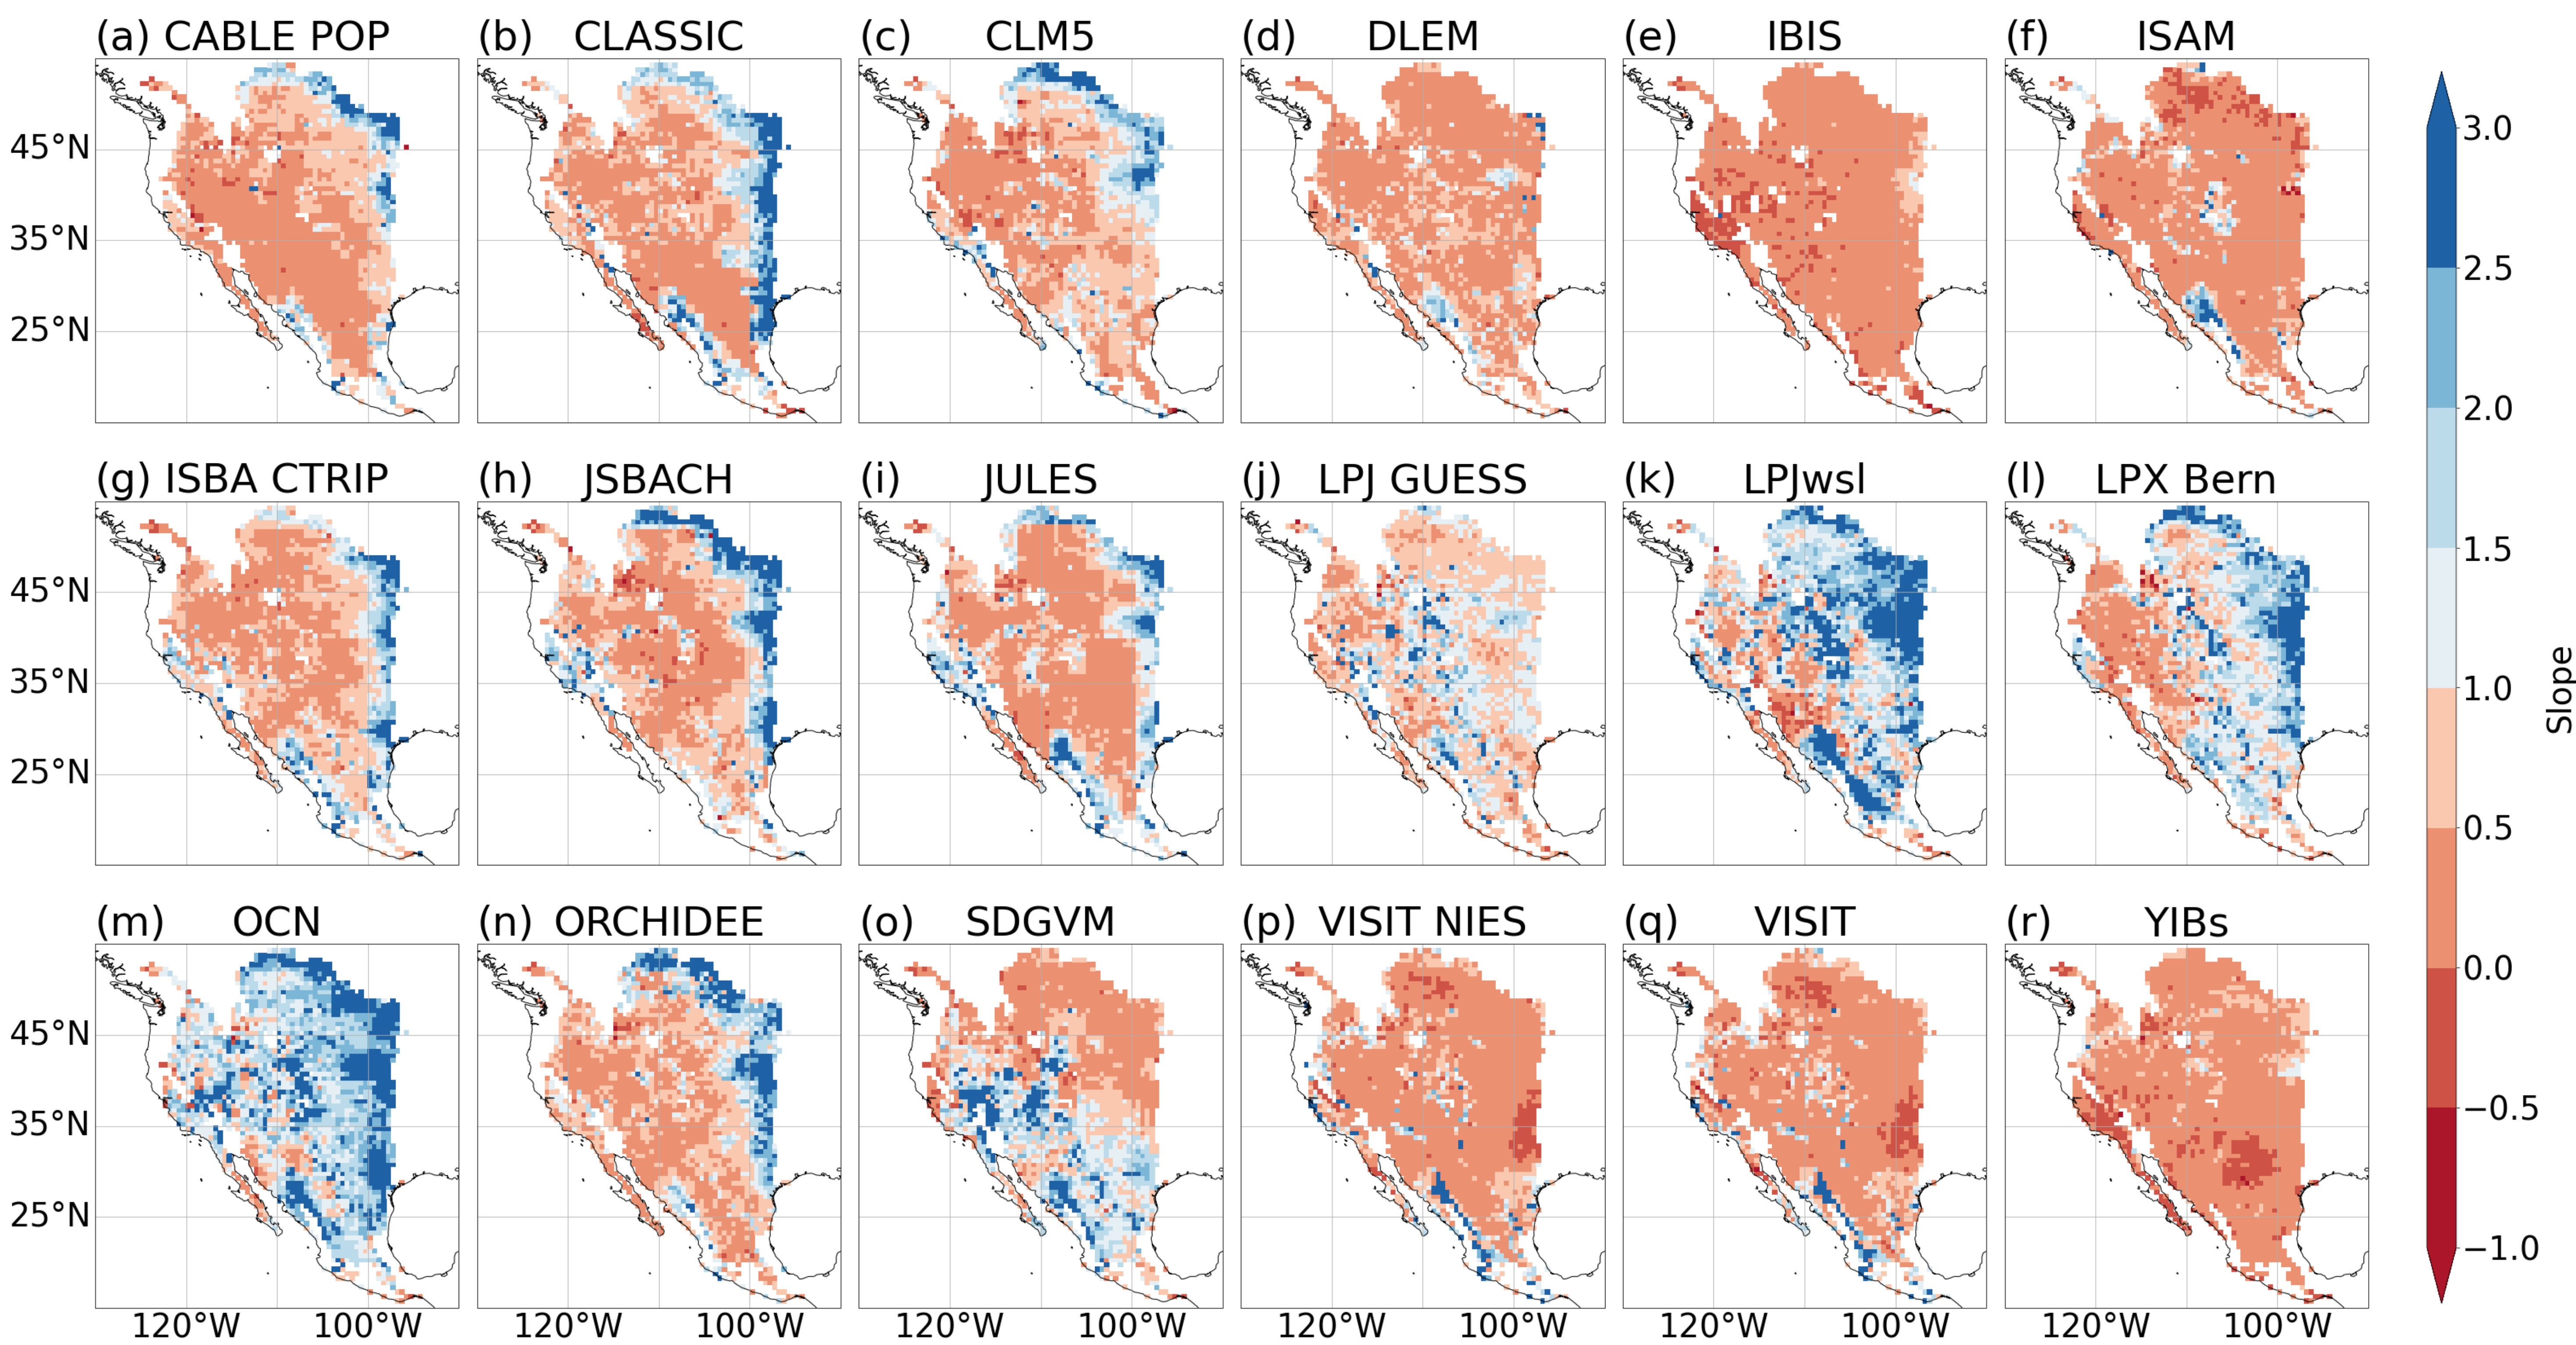 (a) CABLE POP
(b) CLASSIC
(c) CLM5
(d) DLEM
(e) IBIS
(f) ISAM
45°N
35°N
25°N
(g) ISBA CTRIP
(h) JSBACH
(i) JULES
(j) LPJ GUESS
(k) LPJwsl
(l) LPX Bern
45°N
35°N
25°N
(m) OCN
(n) ORCHIDEE
(o) SDGVM
(p) VISIT NIES
(q) VISIT
(r) YIBs
45°N
35°N
25°N
120°W 100°W
120°W 100°W
120°W 100°W
120°W 100°W
120°W 100°W
120°W 100°W
3.0
2.5
2.0
1.5
1.0
0.5
0.0
−0.5
−1.0
Slope